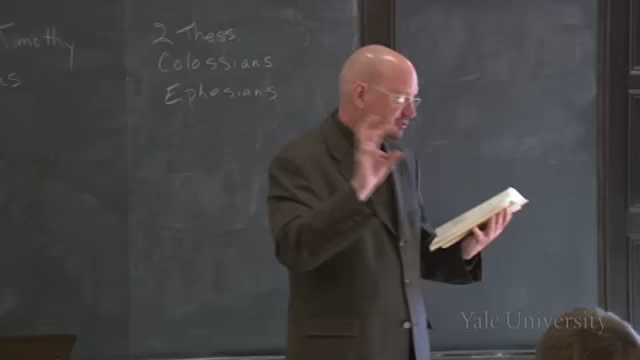 Timothy
2 Thess.
Colossians
Ephesians
Yale University